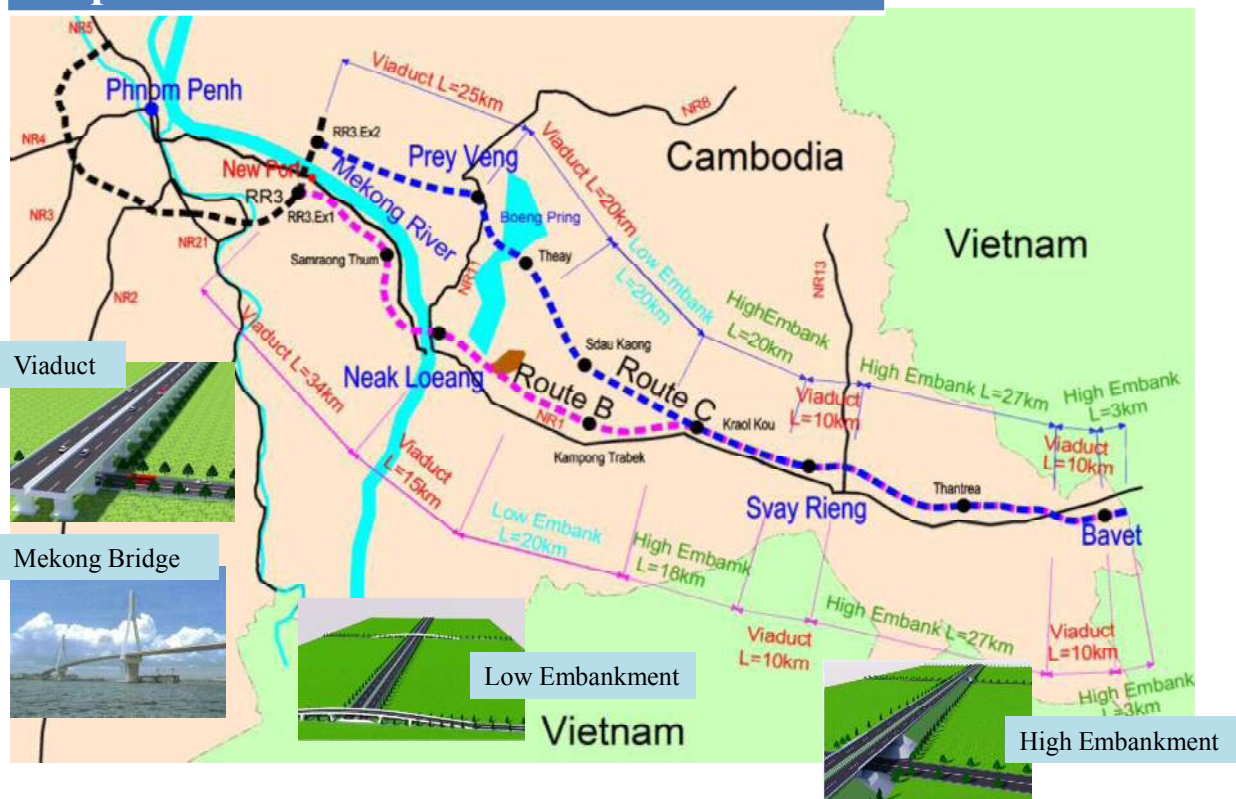 NR5
Phnom Penh
NR4
NR3
NR2
NR21
RR3
New Port
RR3.Ex1
RR3.Ex2
Mekong River
Samraong Thum
Neak Loeang
Prey Veng
NR8
Cambodia
Vietnam
Boeng Pring
Theay
Sdau Kaong
Route B
Route C
NR1
Kampong Trabek
Kraol Kou
NR13
Svay Rieng
Thantrea
Bavet
Viaduct L=25km
Viaduct
L=20km
Low Embank
L=20km
HighEmbank
L=20km
Viaduct
L=10km
High Embank L=27km
High Embank
L=3km
Viaduct
L=10km
Viaduct L=34km
Viaduct
L=15km
Low Embank
L=20km
High Embamk
L=16km
Viaduct
L=10km
High Embank L=27km
Viaduct
L=10km
High Embank
L=3km
Viaduct
Mekong Bridge
Low Embankment
High Embankment
Vietnam